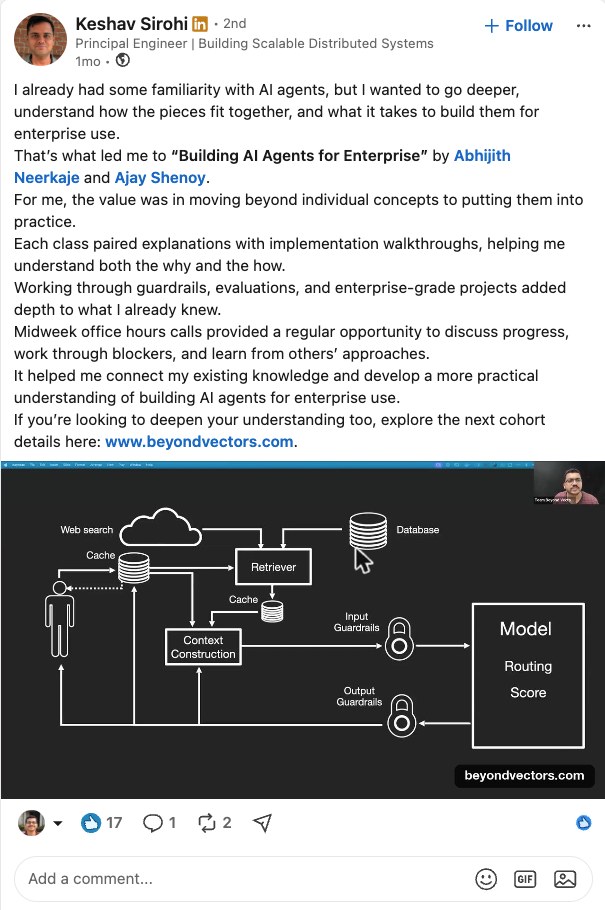 Keshav Sirohi in • 2nd
+ Follow
Principal Engineer | Building Scalable Distributed Systems
1mo •
I already had some familiarity with AI agents, but I wanted to go deeper,
understand how the pieces fit together, and what it takes to build them for
enterprise use.
That’s what led me to “Building AI Agents for Enterprise” by Abhijith
Neerkaje and Ajay Shenoy.
For me, the value was in moving beyond individual concepts to putting them into
practice.
Each class paired explanations with implementation walkthroughs, helping me
understand both the why and the how.
Working through guardrails, evaluations, and enterprise-grade projects added
depth to what I already knew.
Midweek office hours calls provided a regular opportunity to discuss progress,
work through blockers, and learn from others’ approaches.
It helped me connect my existing knowledge and develop a more practical
understanding of building AI agents for enterprise use.
If you’re looking to deepen your understanding too, explore the next cohort
details here: www.beyondvectors.com.
Web search
Database
Cache
Retriever
Cache
Context
Construction
Input
Guardrails
Model
Routing
Score
Output
Guardrails
beyondvectors.com
17
1
2
Add a comment...
GIF